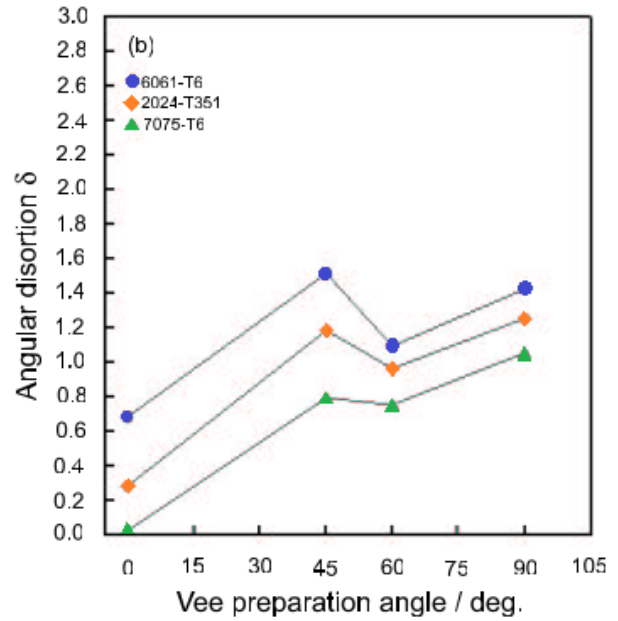 3.0
2.8
2.6
2.4
2.2
2.0
1.8
1.6
1.4
1.2
1.0
0.8
0.6
0.4
0.2
0.0
Angular disortion δ
(b)
6061-T6
2024-T351
7075-T6
0 15 30 45 60 75 90 105
Vee preparation angle / deg.